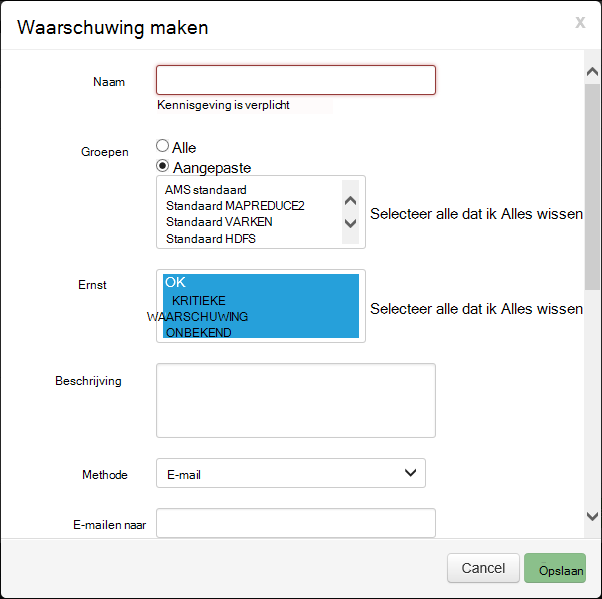 Waarschuwing maken
x
Naam
Kennisgeving is verplicht
Groepen
Alle
Aangepaste
AMS standaard
Standaard MAPREDUCE2
Standaard VARKEN
Standaard HDFS
Selecteer alle dat ik Alles wissen
Ernst
OK
KRITIEKE
WAARSCHUWING
ONBEKEND
Selecteer alle dat ik Alles wissen
Beschrijving
Methode
E-mail
E-mailen naar
Cancel
Opslaan